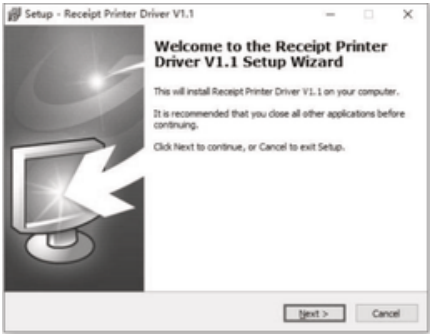 Setup - Receipt Printer Driver V1.1
Welcome to the Receipt Printer
Driver V1.1 Setup Wizard
This will install Receipt Printer Driver V1.1 on your computer.
It is recommended that you close all other applications before
continuing.
Click Next to continue, or Cancel to exit Setup.
Next >
Cancel